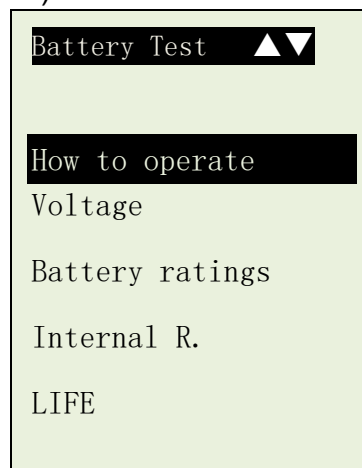 Battery Test ▲▼
How to operate
Voltage
Battery ratings
Internal R.
LIFE